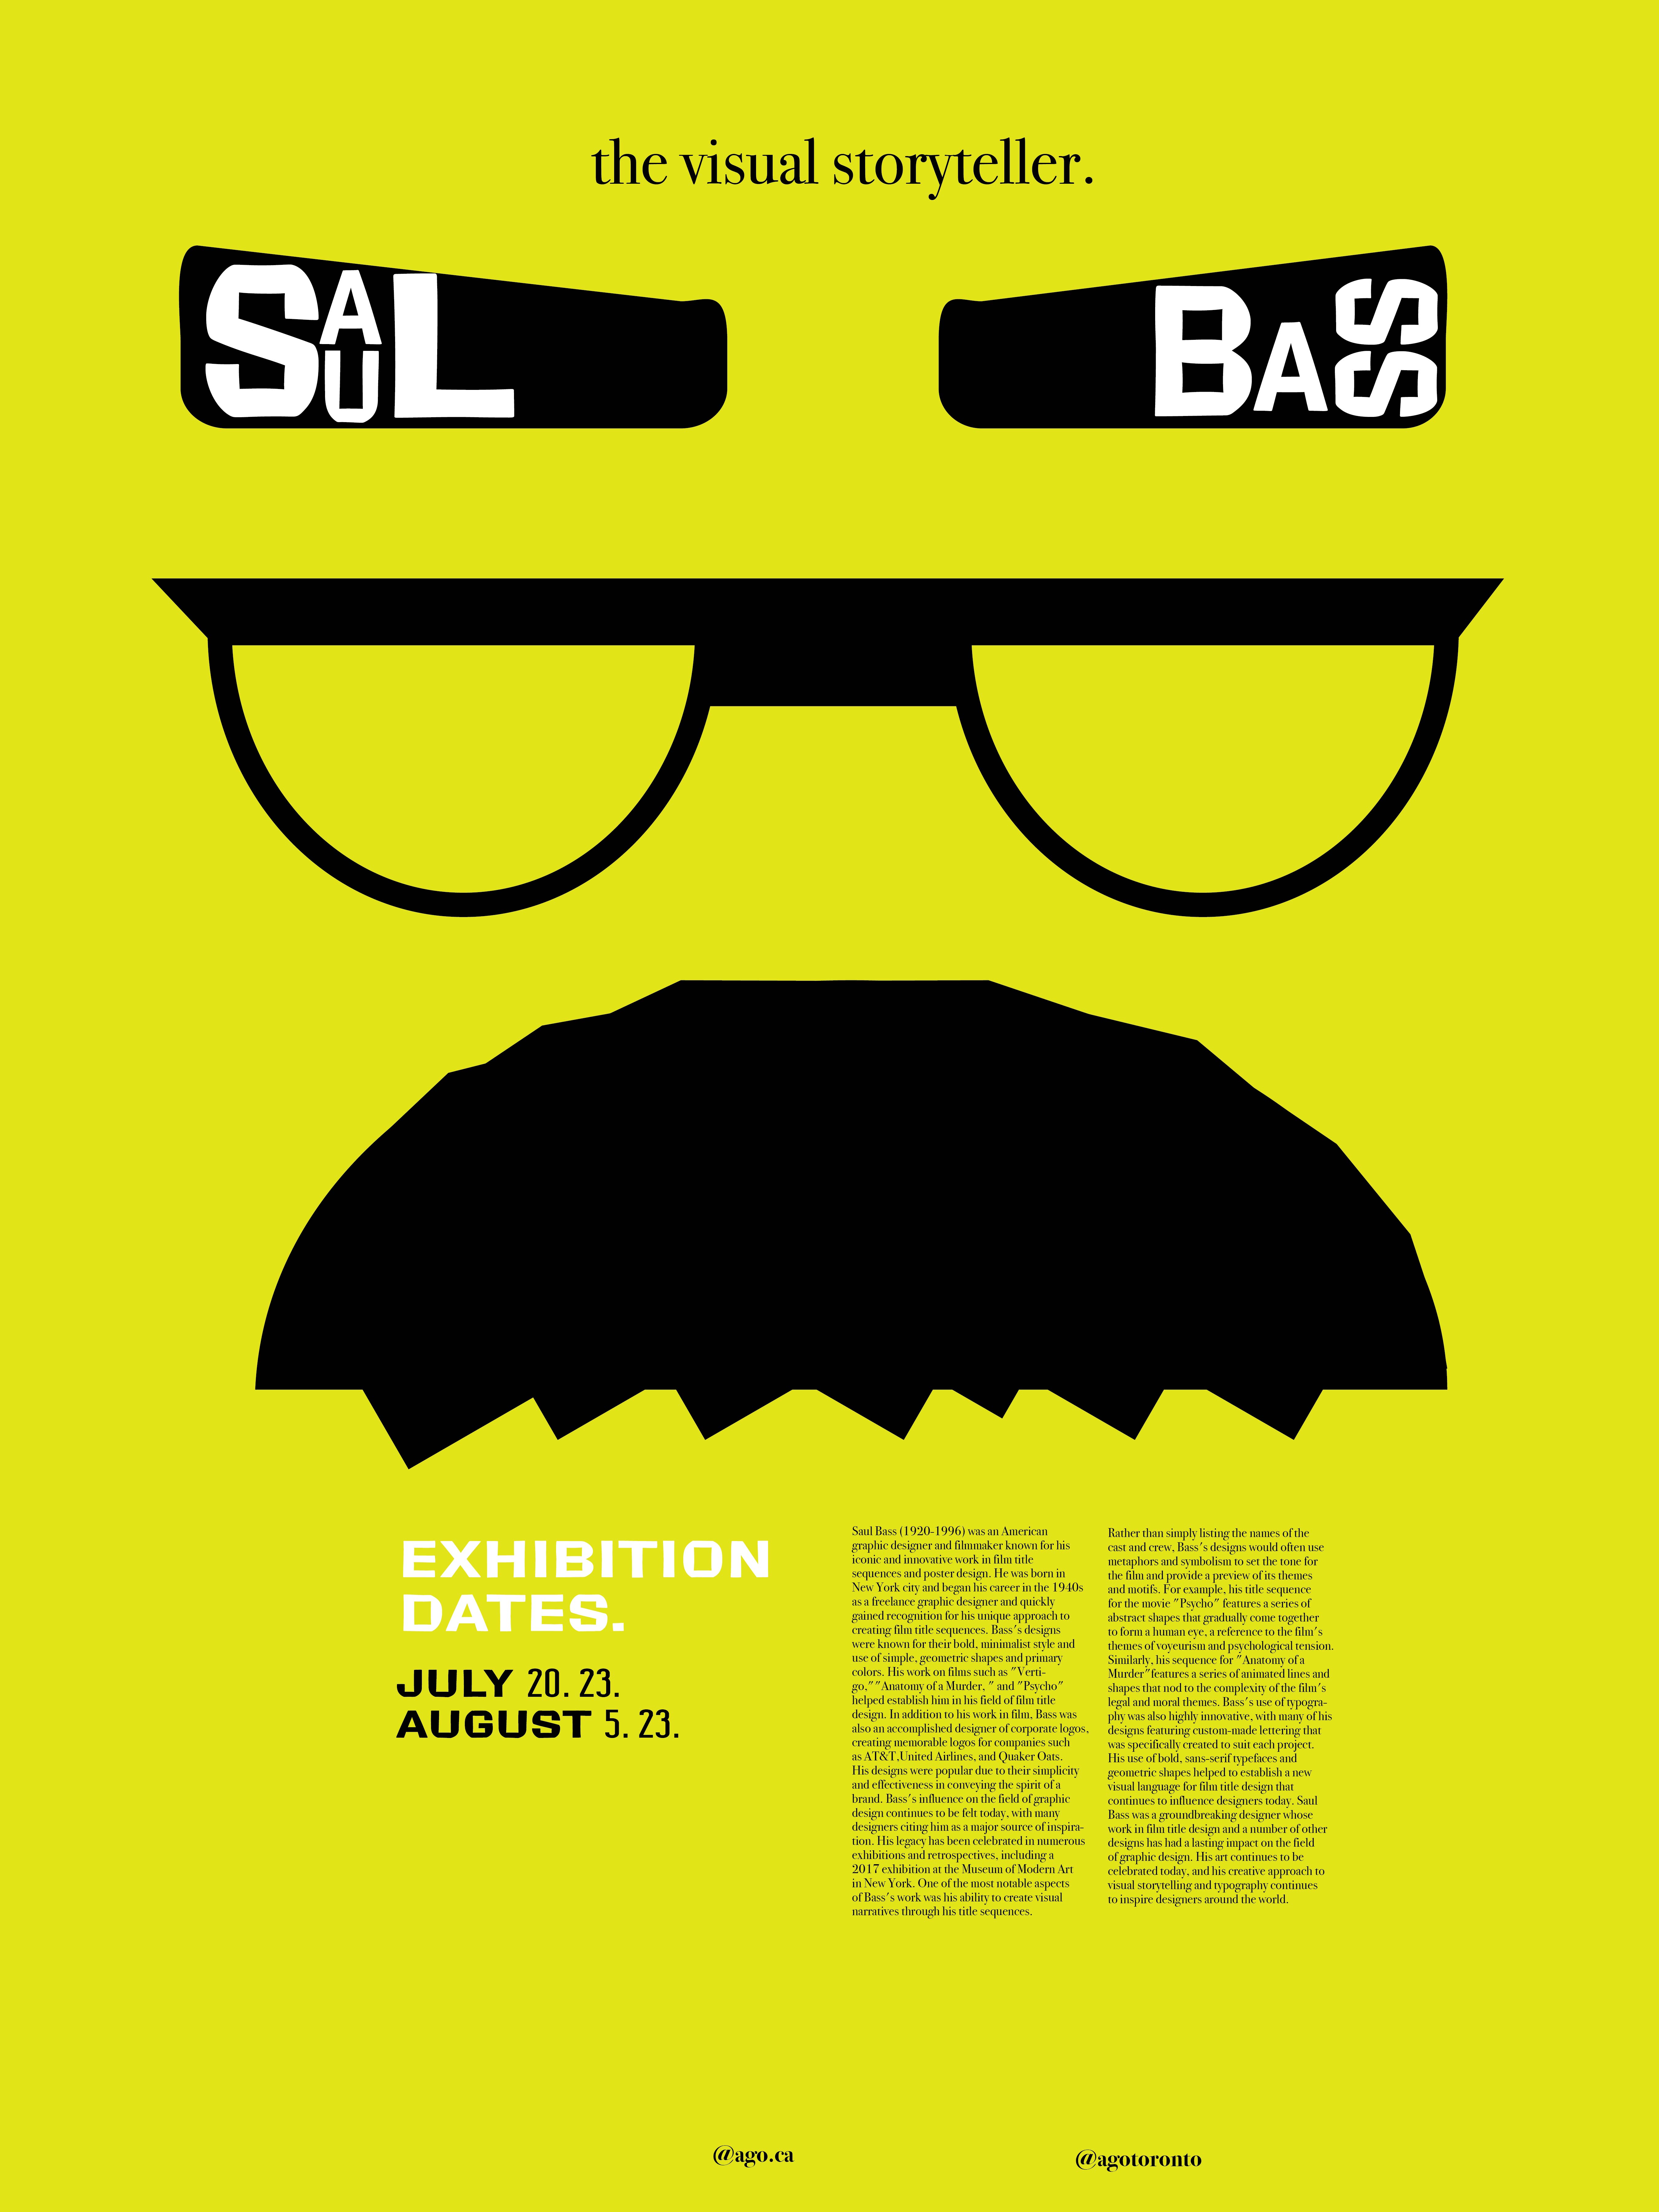 the visual storyteller.
SAUL BASS
EXHIBITION
DATES.
JULY 20. 23.
AUGUST 5. 23.
Saul Bass (1920-1996) was an American
graphic designer and filmmaker known for his
iconic and innovative work in film title
sequences and poster design. He was born in
New York city and began his career in the 1940s
as a freelance graphic designer and quickly
gained recognition for his unique approach to
creating film title sequences. Bass's designs
were known for their bold, minimalist style and
use of simple, geometric shapes and primary
colors. His work on films such as "Verti-
go," "Anatomy of a Murder, " and "Psycho"
helped establish him in his field of film title
design. In addition to his work in film, Bass was
also an accomplished designer of corporate logos,
creating memorable logos for companies such
as AT&T,United Airlines, and Quaker Oats.
His designs were popular due to their simplicity
and effectiveness in conveying the spirit of a
brand. Bass's influence on the field of graphic
design continues to be felt today, with many
designers citing him as a major source of inspira-
tion. His legacy has been celebrated in numerous
exhibitions and retrospectives, including a
2017 exhibition at the Museum of Modern Art
in New York. One of the most notable aspects
of Bass's work was his ability to create visual
narratives through his title sequences.
Rather than simply listing the names of the
cast and crew, Bass's designs would often use
metaphors and symbolism to set the tone for
the film and provide a preview of its themes
and motifs. For example, his title sequence
for the movie "Psycho" features a series of
abstract shapes that gradually come together
to form a human eye, a reference to the film's
themes of voyeurism and psychological tension.
Similarly, his sequence for "Anatomy of a
Murder"features a series of animated lines and
shapes that nod to the complexity of the film's
legal and moral themes. Bass's use of typogra-
phy was also highly innovative, with many of his
designs featuring custom-made lettering that
was specifically created to suit each project.
His use of bold, sans-serif typefaces and
geometric shapes helped to establish a new
visual language for film title design that
continues to influence designers today. Saul
Bass was a groundbreaking designer whose
work in film title design and a number of other
designs has had a lasting impact on the field
of graphic design. His art continues to be
celebrated today, and his creative approach to
visual storytelling and typography continues
to inspire designers around the world.
@ago.ca
@agotoronto